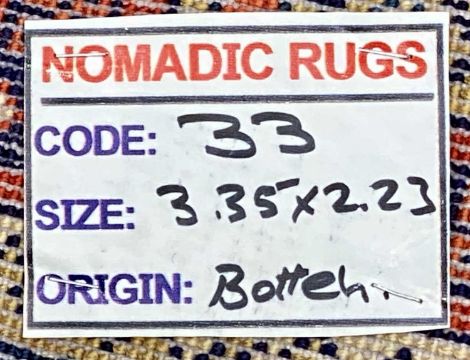 NOMADIC RUGS
CODE: 33
SIZE: 3.35x2.23
ORIGIN: Botteh.